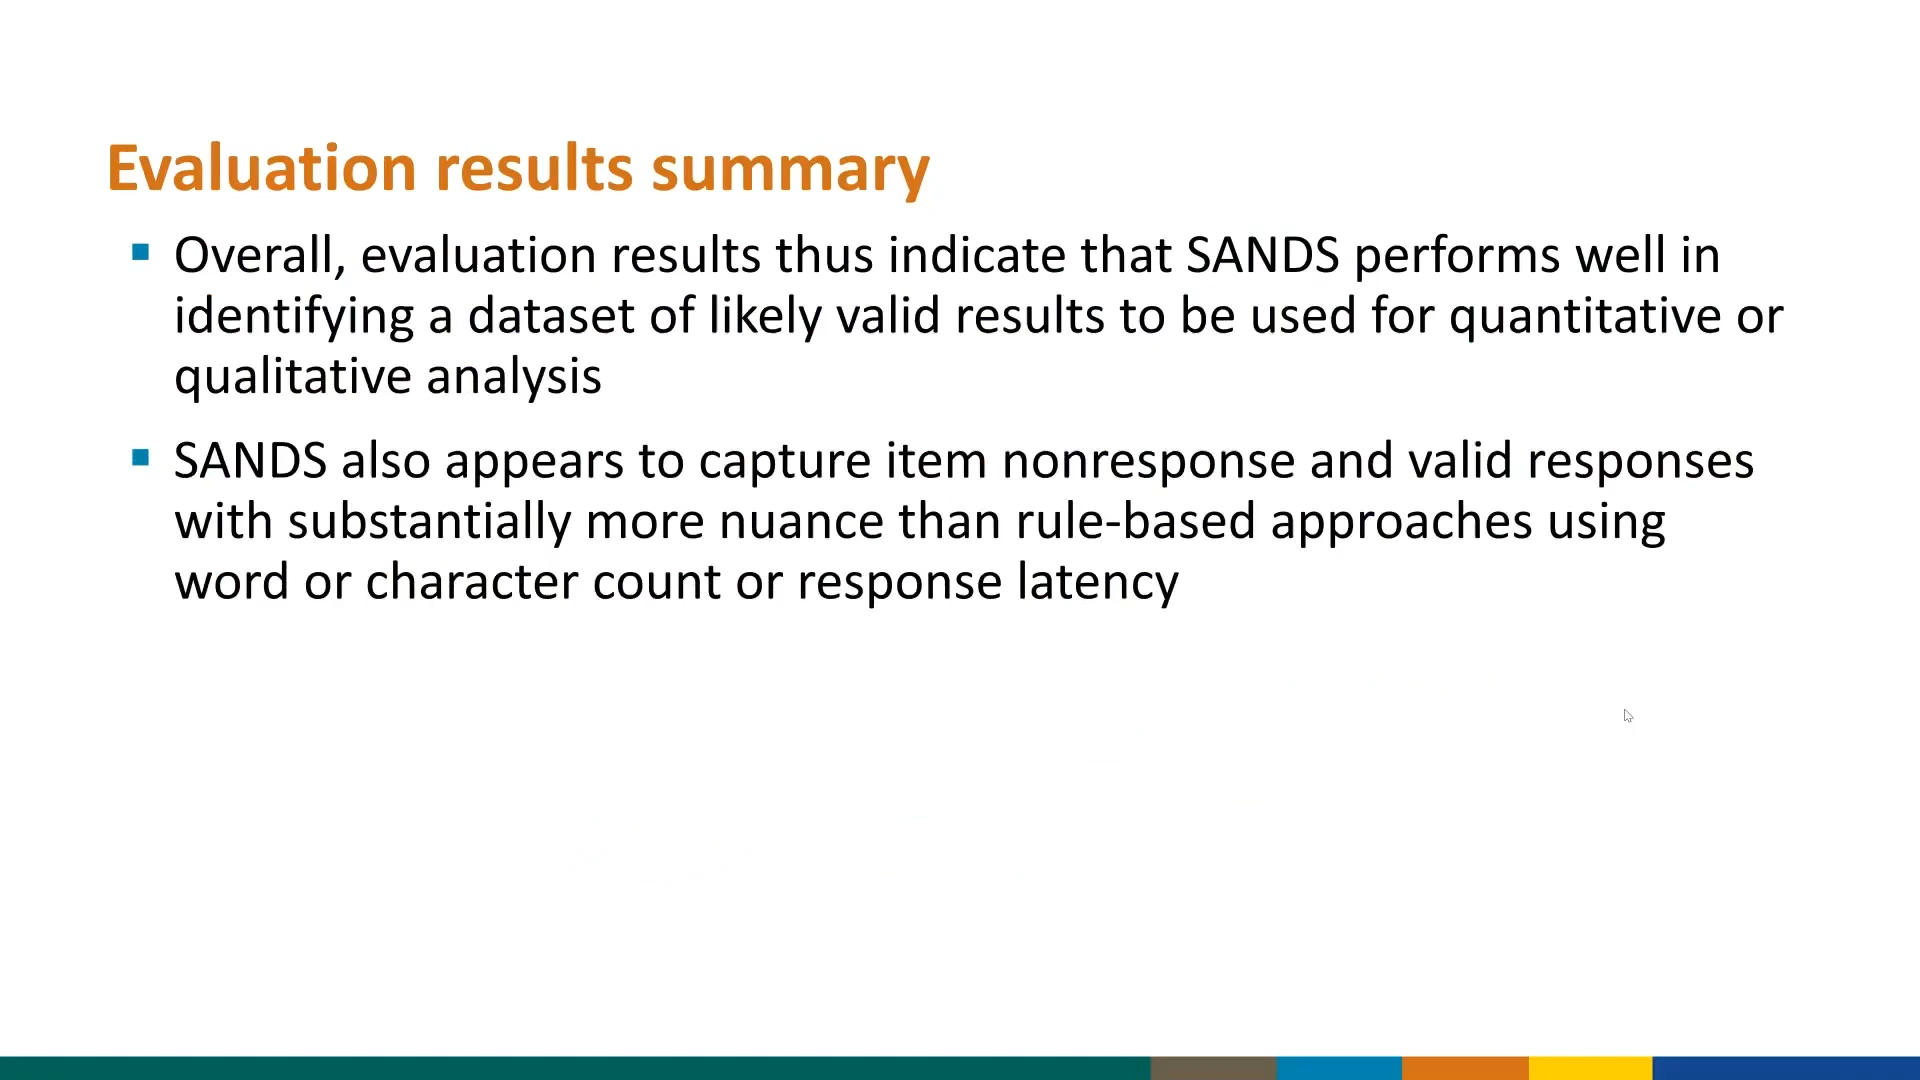 Evaluation results summary
Overall, evaluation results thus indicate that SANDS performs well in
identifying a dataset of likely valid results to be used for quantitative or
qualitative analysis
SANDS also appears to capture item nonresponse and valid responses
with substantially more nuance than rule-based approaches using
word or character count or response latency